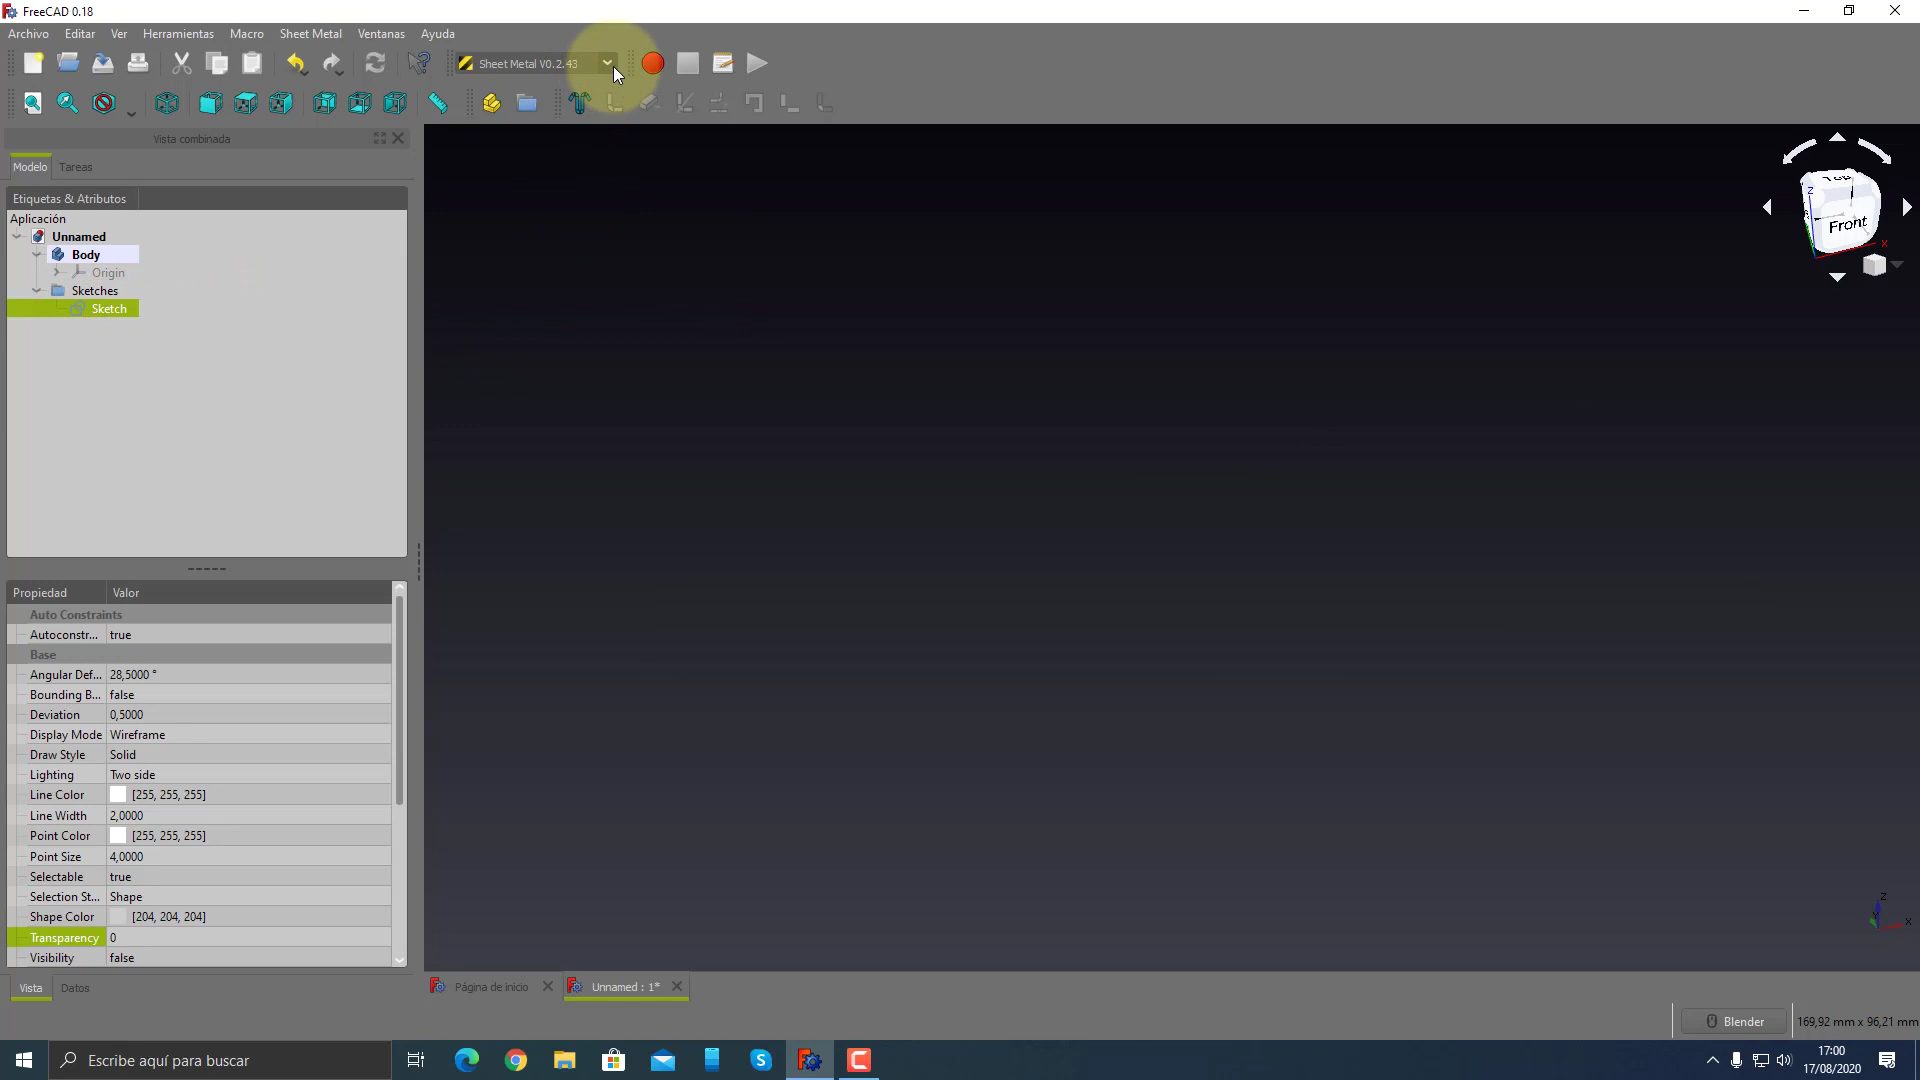 FreeCAD 0.18
Archivo Editar Ver Herramientas Macro Sheet Metal Ventanas Ayuda
Sheet Metal V0.2.43
Vista combinada
Modelo Tareas
Etiquetas & Atributos
Aplicación
Unnamed
Body
Origin
Sketches
Sketch
Top
Front
Z
X
Propiedad Valor
Auto Constraints
Autoconstr... true
Base
Angular Def... 28,5000 °
Bounding B... false
Deviation 0,5000
Display Mode Wireframe
Draw Style Solid
Lighting Two side
Line Color [255, 255, 255]
Line Width 2,0000
Point Color [255, 255, 255]
Point Size 4,0000
Selectable true
Selection St... Shape
Shape Color [204, 204, 204]
Transparency 0
Visibility false
Z
Y
X
Vista Datos
Página de inicio Unnamed : 1*
Blender 169,92 mm x 96,21 mm
Escribe aquí para buscar
17:00
17/08/2020